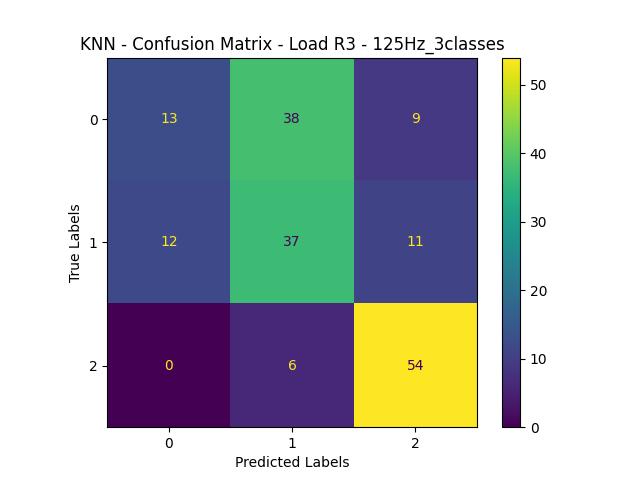 KNN - Confusion Matrix - Load R3 - 125Hz_3classes
0 13 38 9
1 12 37 11
2 0 6 54
0 1 2
Predicted Labels
True Labels
50
40
30
20
10
0